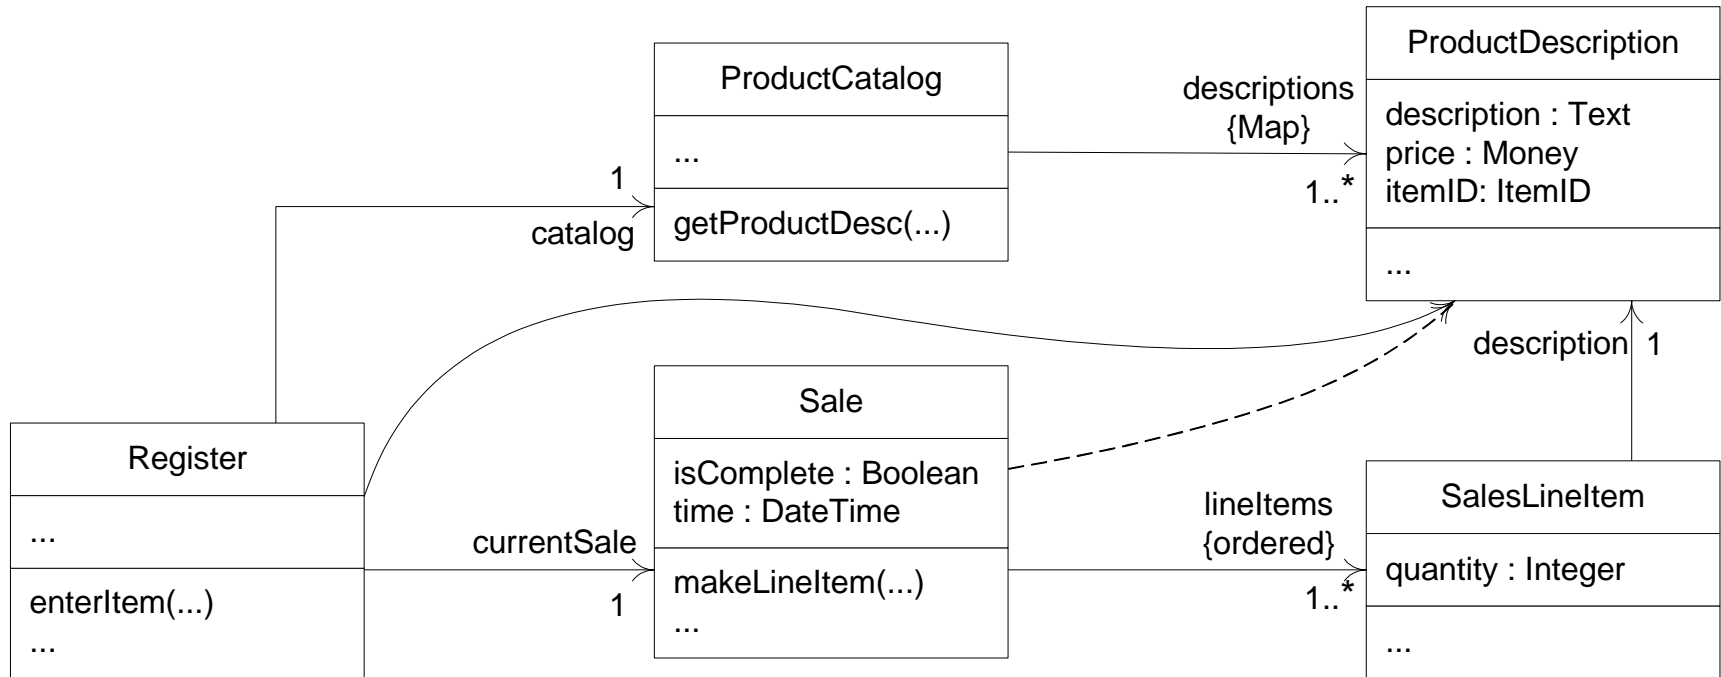 ProductCatalog
...
getProductDesc(...)
descriptions
{Map}
1..*
ProductDescription
description : Text
price : Money
itemID: ItemID
...
1
catalog
description 1
Register
...
enterItem(...)
...
currentSale
1
Sale
isComplete : Boolean
time : DateTime
makeLineItem(...)
...
lineItems
{ordered}
1..*
SalesLineItem
quantity : Integer
...